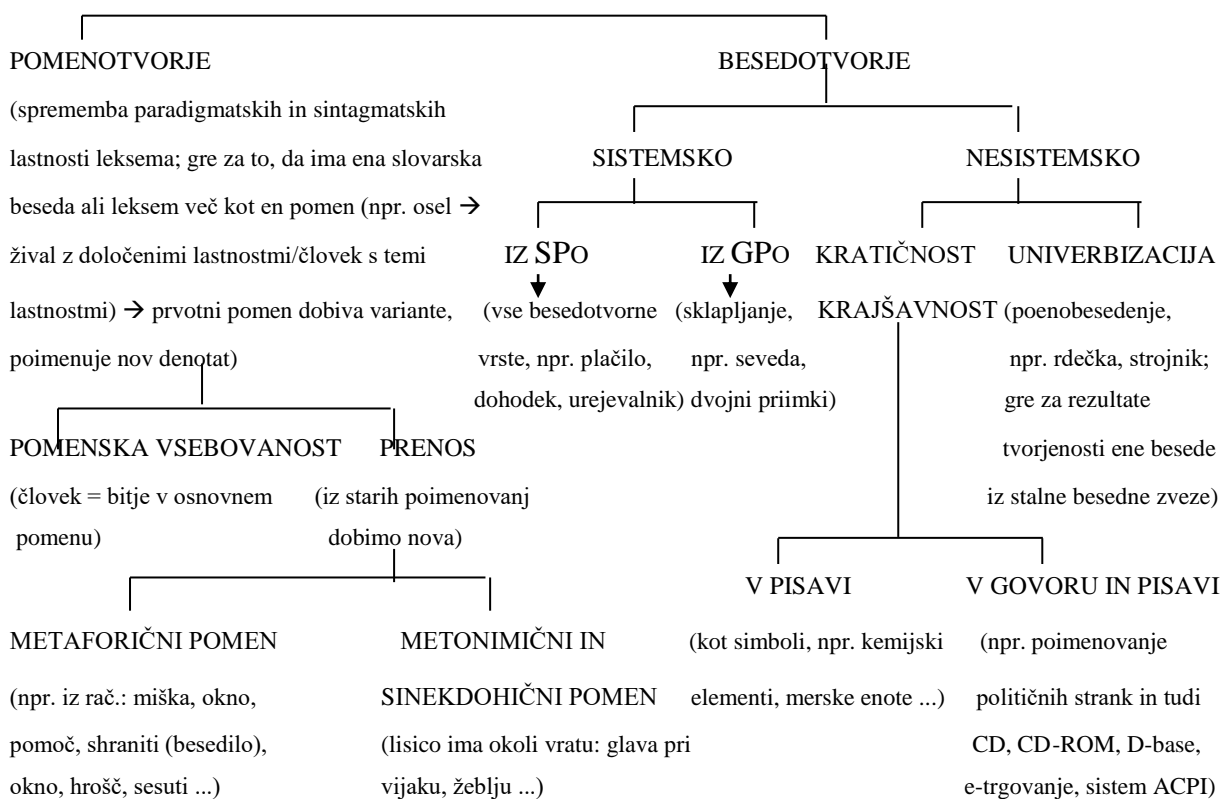 POMENOTVORJE
(sprememba paradigmatskih in sintagmatskih
lastnosti leksema; gre za to, da ima ena slovarska
beseda ali leksem več kot en pomen (npr. osel →
žival z določenimi lastnostmi/človek s temi
lastnostmi) → prvotni pomen dobiva variante,
poimenuje nov denotat)
POMENSKA VSEBOVANOST
(človek = bitje v osnovnem
pomenu)
PRENOS
(iz starih poimenovanj
dobimo nova)
METAFORIČNI POMEN
(npr. iz rač.: miška, okno,
pomoč, shraniti (besedilo),
okno, hrošč, sesuti ...)
METONIMIČNI IN
SINEKDOHIČNI POMEN
(lisico ima okoli vratu: glava pri
vijaku, žeblju ...)
BESEDOTVORJE
SISTEMSKO
IZ SPO
(vse besedotvorne
vrste, npr. plačilo,
dohodek, urejevalnik)
IZ GPO
(sklapljanje,
npr. seveda,
dvojni priimki)
NESISTEMSKO
KRATIČNOST
KRAJŠAVNOST
V PISAVI
(kot simboli, npr. kemijski
elementi, merske enote ...)
V GOVORU IN PISAVI
(npr. poimenovanje
političnih strank in tudi
CD, CD-ROM, D-base,
e-trgovanje, sistem ACPI)
UNIVERBIZACIJA
(poenobesedenje,
npr. rdečka, strojnik;
gre za rezultate
tvorjenosti ene besede
iz stalne besedne zveze)